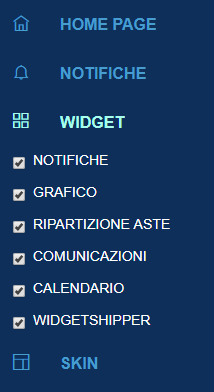 HOME PAGE
NOTIFICHE
WIDGET
NOTIFICHE
GRAFICO
RIPARTIZIONE ASTE
COMUNICAZIONI
CALENDARIO
WIDGETSHIPPER
SKIN